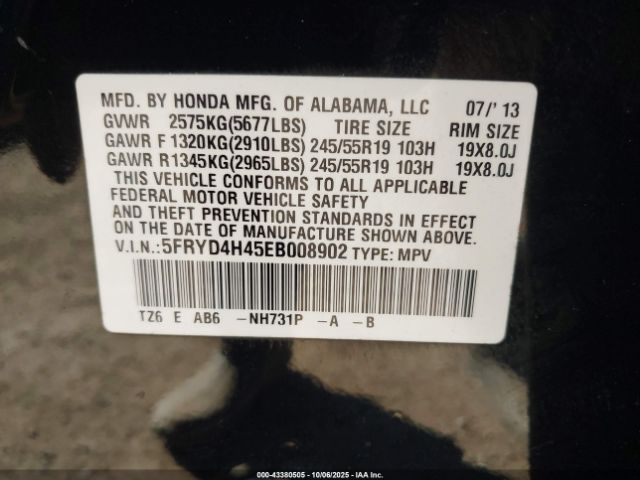 MFD. BY HONDA MFG. OF ALABAMA, LLC 07/'13
GVWR 2575KG(5677LBS) TIRE SIZE RIM SIZE
GAWR F 1320KG(2910LBS) 245/55R19 103H 19X8.0J
GAWR R1345KG(2965LBS) 245/55R19 103H 19X8.0J
THIS VEHICLE CONFORMS TO ALL APPLICABLE
FEDERAL MOTOR VEHICLE SAFETY
AND THEFT PREVENTION STANDARDS IN EFFECT
ON THE DATE OF MANUFACTURE SHOWN ABOVE.
V.I.N.:5FRYD4H45EB008902 TYPE: MPV
TZ6 E AB6 -NH731P -A -B
000-43380505 - 10/06/2025 - IAA Inc.